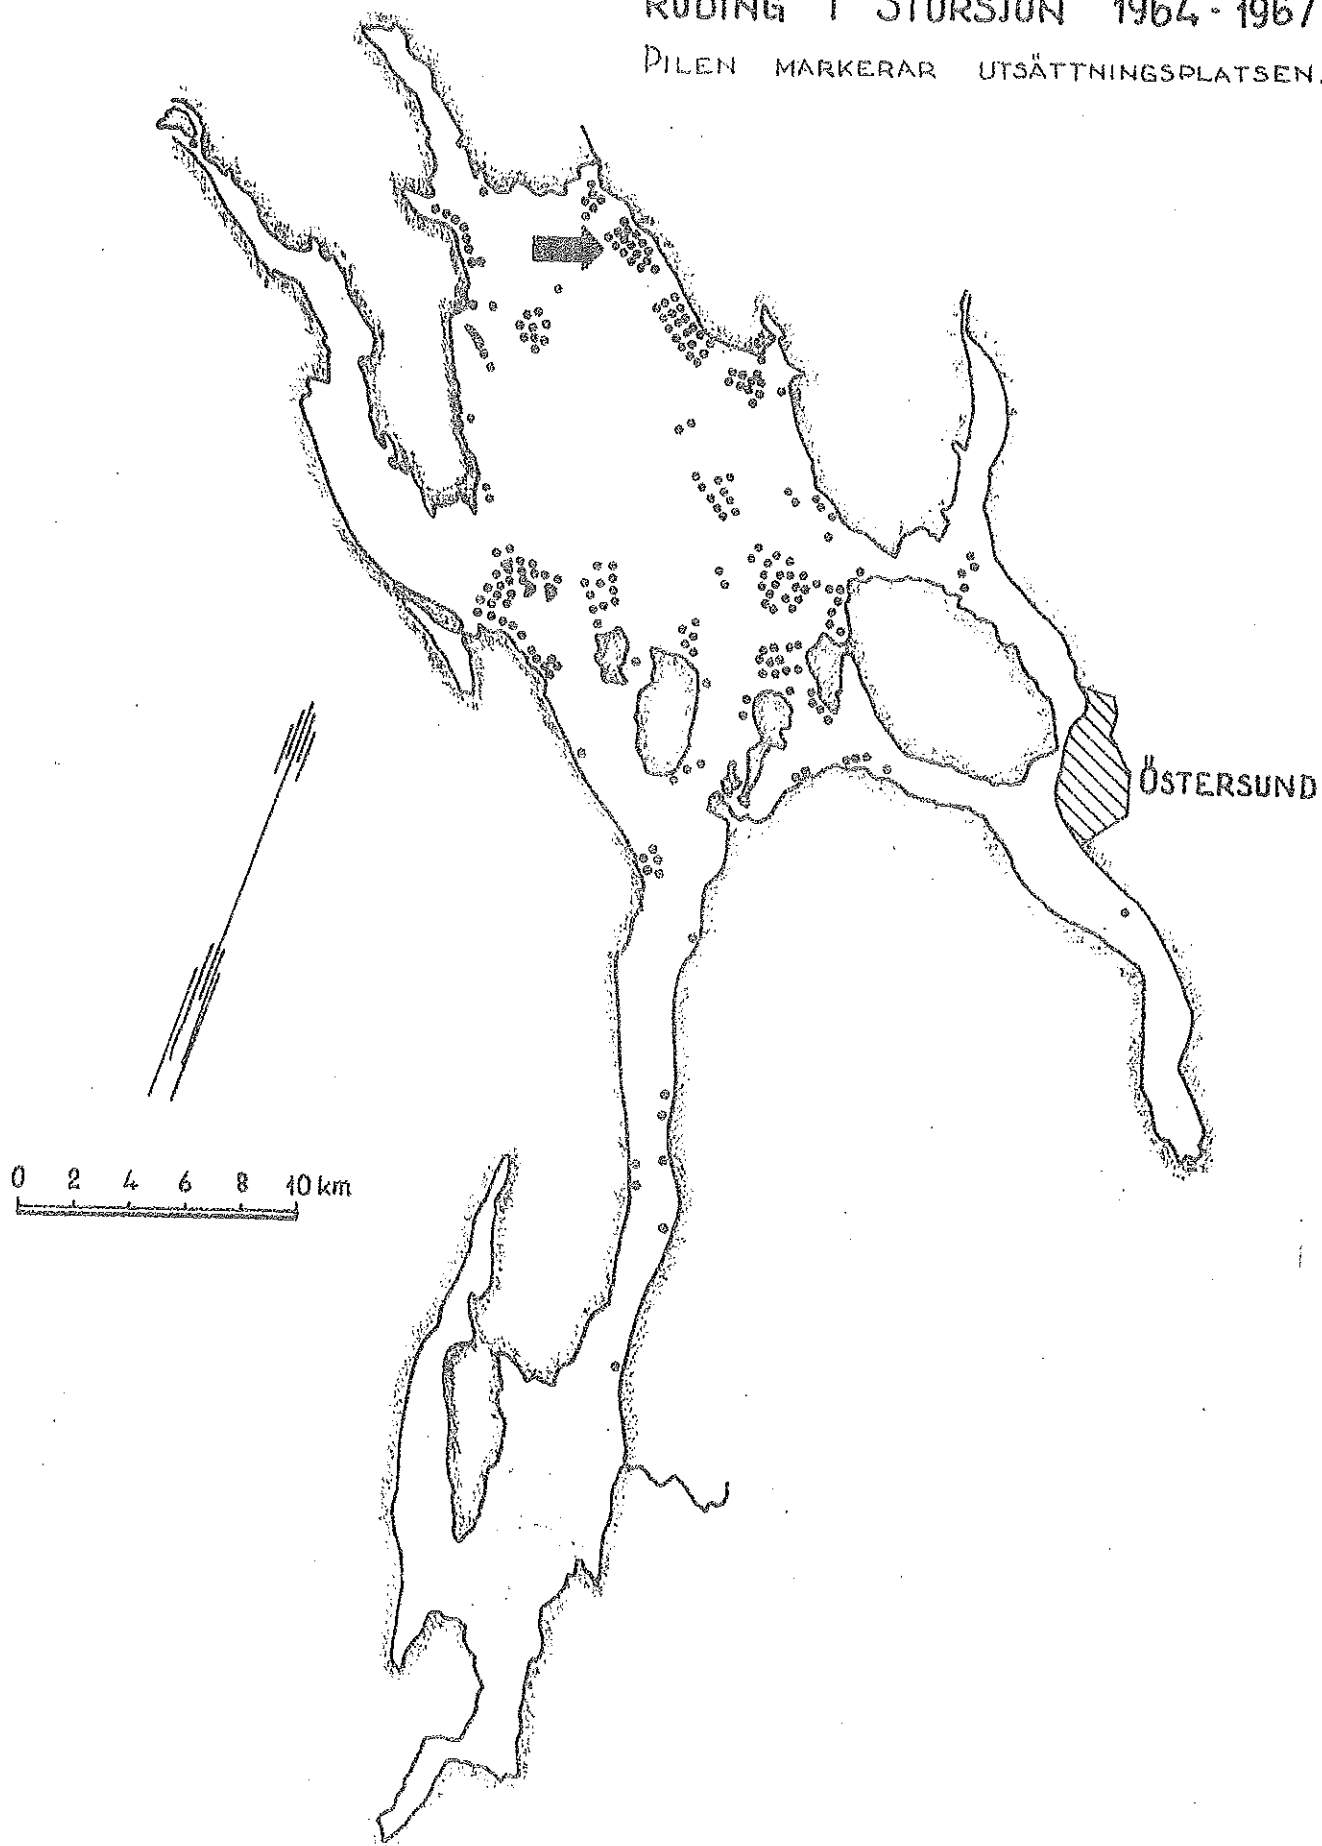 RÖDING I STORSJÖN 1964-1967
PILEN MARKERAR UTSÄTTNINGSPLATSEN.
ÖSTERSUND
0 2 4 6 8 10 km